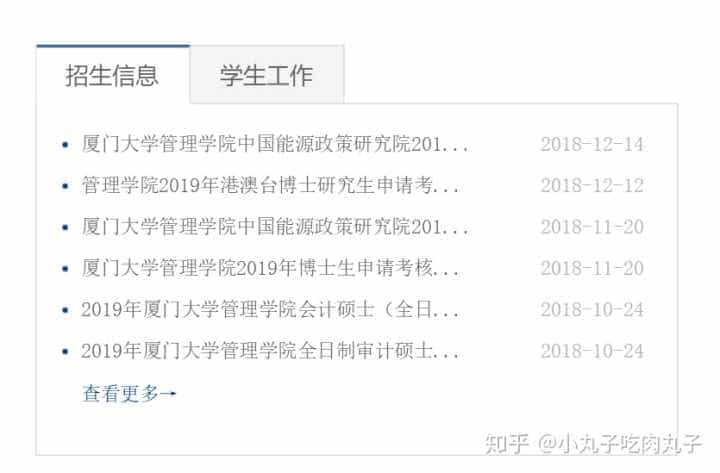 招生信息 学生工作
厦门大学管理学院中国能源政策研究院201... 2018-12-14
管理学院2019年港澳台博士研究生申请考... 2018-12-12
厦门大学管理学院中国能源政策研究院201... 2018-11-20
厦门大学管理学院2019年博士生申请考核... 2018-11-20
2019年厦门大学管理学院会计硕士（全日... 2018-10-24
2019年厦门大学管理学院全日制审计硕士... 2018-10-24
查看更多→
知乎 @小丸子吃肉丸子